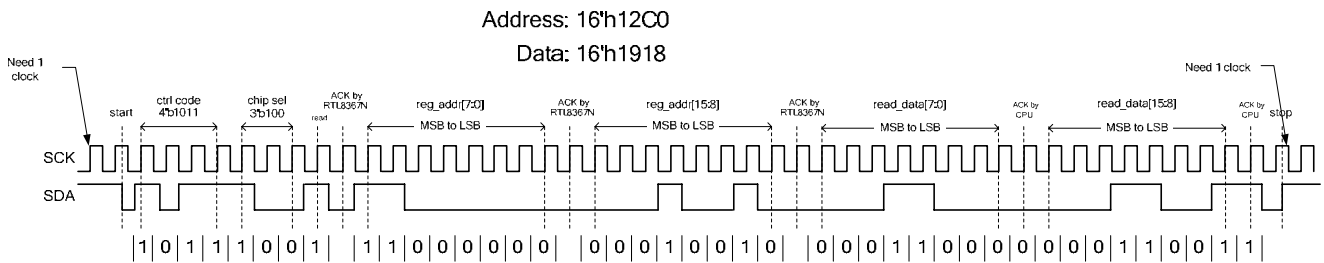 Address: 16'h12C0
Data: 16'h1918
Need 1 clock
Need 1 clock
start
ctrl code 4'b1011
chip sel 3'b100
read
ACK by RTL8367N
reg_addr[7:0]
MSB to LSB
ACK by RTL8367N
reg_addr[15:8]
MSB to LSB
ACK by RTL8367N
read_data[7:0]
MSB to LSB
ACK by CPU
read_data[15:8]
MSB to LSB
ACK by CPU
stop
SCK
SDA
1 0 1 1 1 0 0 1 1 1 0 0 0 0 0 0 0 0 0 1 0 0 1 0 0 0 0 1 1 0 0 0 0 0 0 0 1 1 0 0 1 1